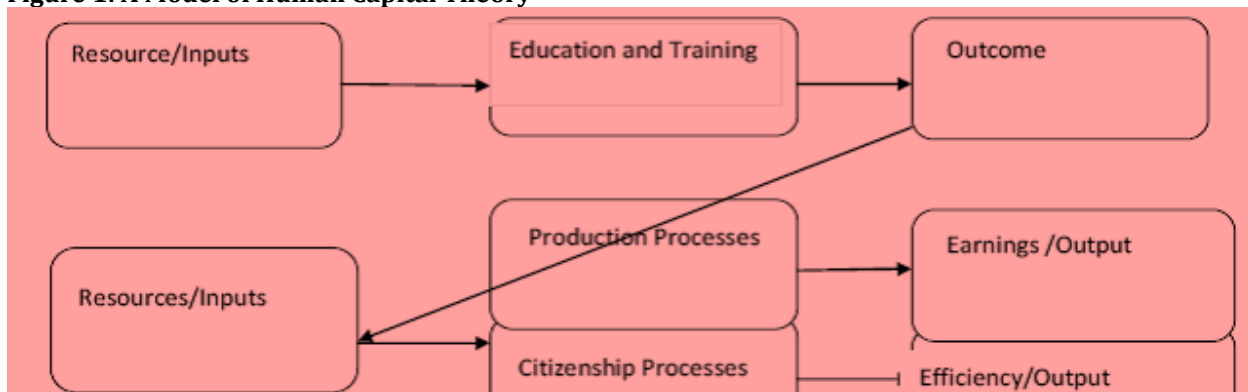 Figure 1: A Model of Human Capital Theory
Resource/Inputs
Education and Training
Outcome
Production Processes
Earnings /Output
Resources/Inputs
Citizenship Processes
Efficiency/Output